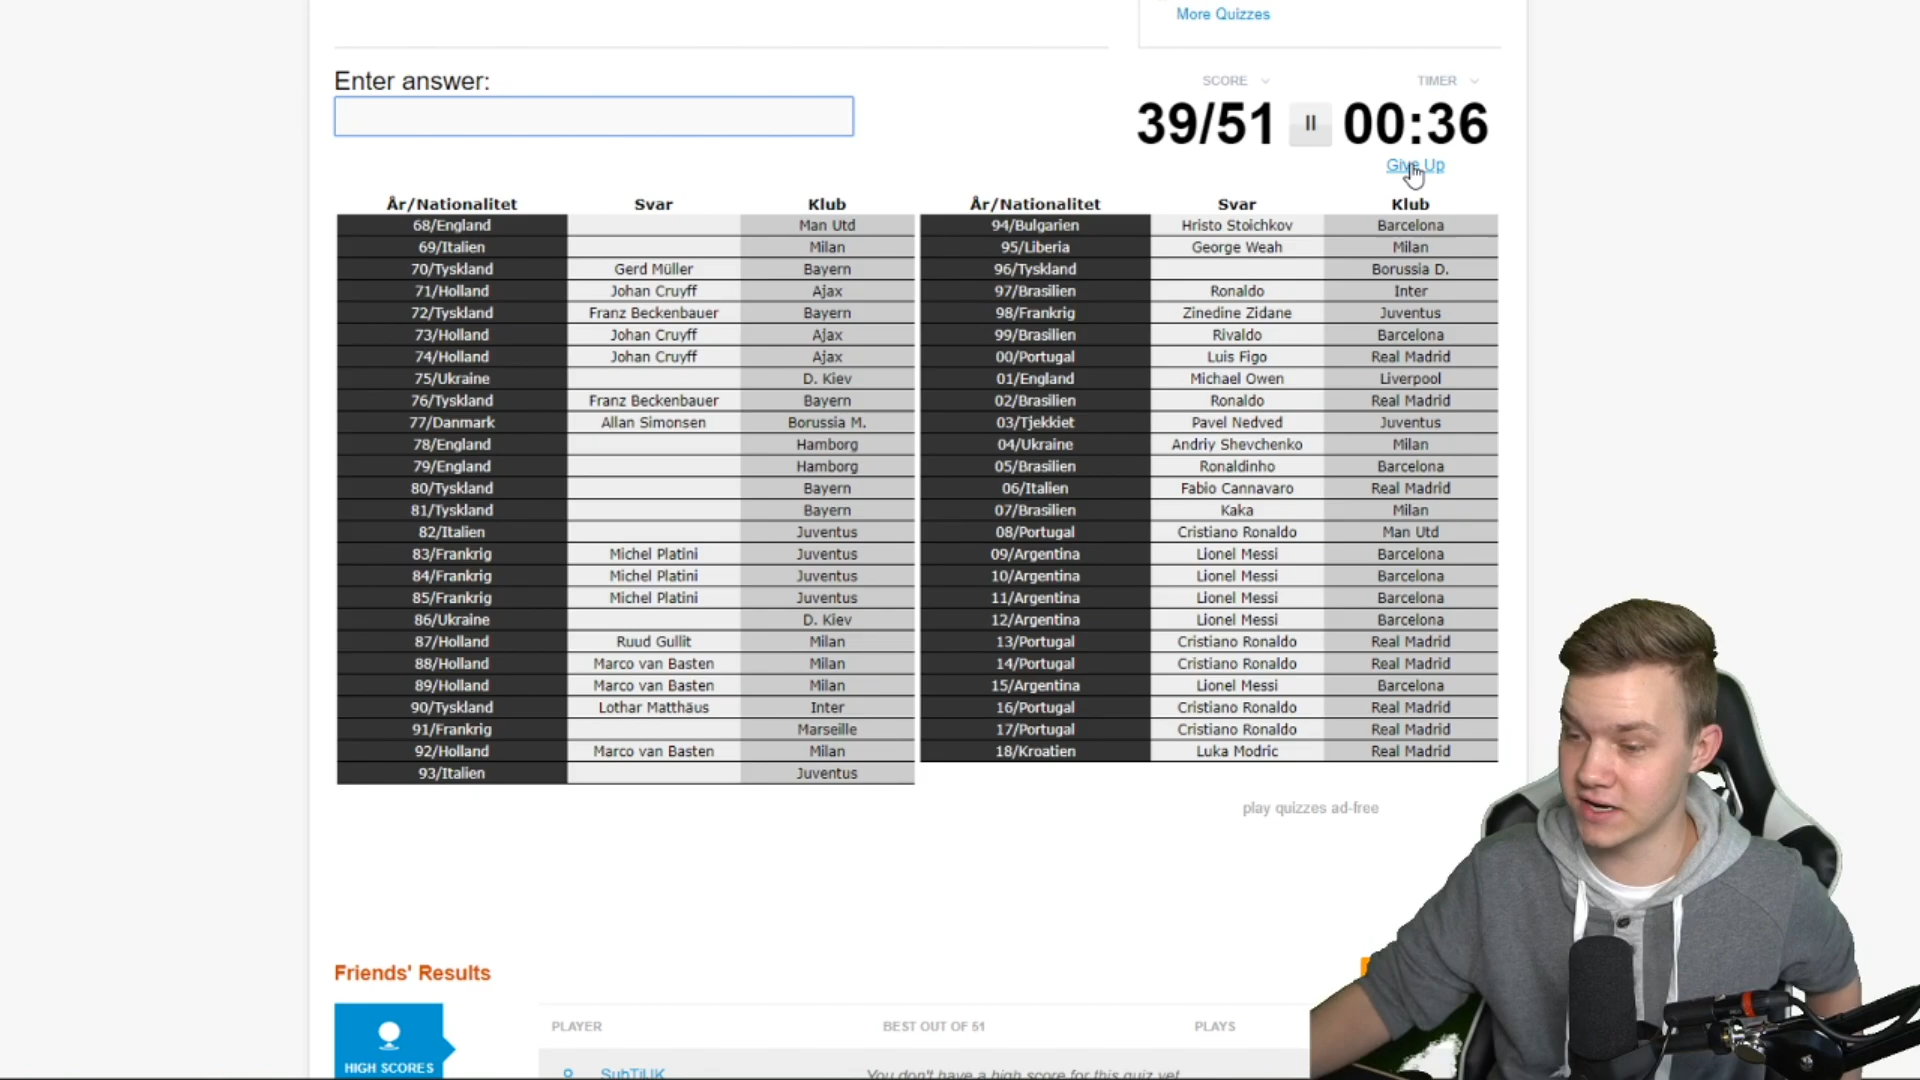 More Quizzes
Enter answer:
SCORE TIMER
39/51 00:36
Give Up
År/Nationalitet Svar Klub
68/England Man Utd
69/Italien Milan
70/Tyskland Gerd Müller Bayern
71/Holland Johan Cruyff Ajax
72/Tyskland Franz Beckenbauer Bayern
73/Holland Johan Cruyff Ajax
74/Holland Johan Cruyff Ajax
75/Ukraine D. Kiev
76/Tyskland Franz Beckenbauer Bayern
77/Danmark Allan Simonsen Borussia M.
78/England Hamborg
79/England Hamborg
80/Tyskland Bayern
81/Tyskland Bayern
82/Italien Juventus
83/Frankrig Michel Platini Juventus
84/Frankrig Michel Platini Juventus
85/Frankrig Michel Platini Juventus
86/Ukraine D. Kiev
87/Holland Ruud Gullit Milan
88/Holland Marco van Basten Milan
89/Holland Marco van Basten Milan
90/Tyskland Lothar Matthäus Inter
91/Frankrig Marseille
92/Holland Marco van Basten Milan
93/Italien Juventus
År/Nationalitet Svar Klub
94/Bulgarien Hristo Stoichkov Barcelona
95/Liberia George Weah Milan
96/Tyskland Borussia D.
97/Brasilien Ronaldo Inter
98/Frankrig Zinedine Zidane Juventus
99/Brasilien Rivaldo Barcelona
00/Portugal Luis Figo Real Madrid
01/England Michael Owen Liverpool
02/Brasilien Ronaldo Real Madrid
03/Tjekkiet Pavel Nedved Juventus
04/Ukraine Andriy Shevchenko Milan
05/Brasilien Ronaldinho Barcelona
06/Italien Fabio Cannavaro Real Madrid
07/Brasilien Kaka Milan
08/Portugal Cristiano Ronaldo Man Utd
09/Argentina Lionel Messi Barcelona
10/Argentina Lionel Messi Barcelona
11/Argentina Lionel Messi Barcelona
12/Argentina Lionel Messi Barcelona
13/Portugal Cristiano Ronaldo Real Madrid
14/Portugal Cristiano Ronaldo Real Madrid
15/Argentina Lionel Messi Barcelona
16/Portugal Cristiano Ronaldo Real Madrid
17/Portugal Cristiano Ronaldo Real Madrid
18/Kroatien Luka Modric Real Madrid
play quizzes ad-free
Friends' Results
HIGH SCORES
PLAYER BEST OUT OF 51 PLAYS
SubTilUK You don't have a high score for this quiz yet